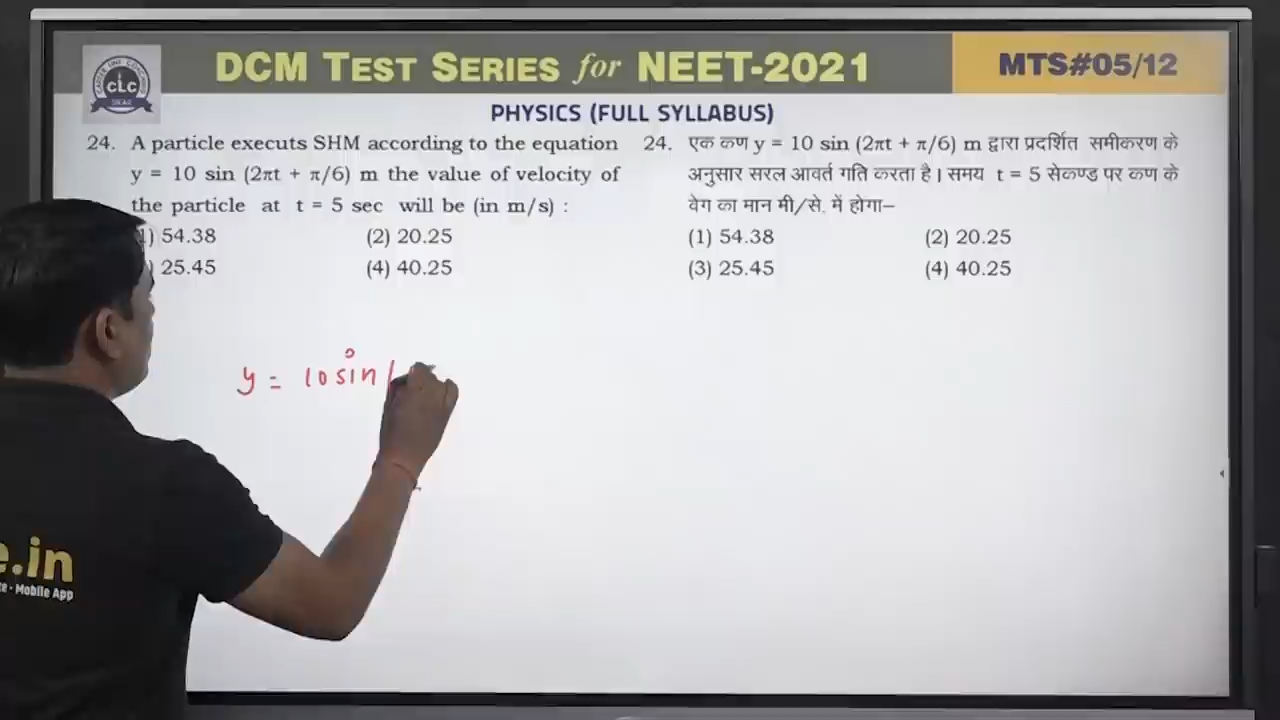 DCM TEST SERIES for NEET-2021
MTS#05/12
CLC
SIKAR
PHYSICS (FULL SYLLABUS)
24. A particle executes SHM according to the equation
y = 10 sin (2πt + π/6) m the value of velocity of
the particle at t = 5 sec will be (in m/s) :
1) 54.38 (2) 20.25
) 25.45 (4) 40.25
24. एक कण y = 10 sin (2πt + π/6) m द्वारा प्रदर्शित समीकरण के
अनुसार सरल आवर्त गति करता है। समय t = 5 सेकण्ड पर कण के
वेग का मान मी/से. में होगा–
(1) 54.38 (2) 20.25
(3) 25.45 (4) 40.25
y = 10 sin (
e.in
Mobile App